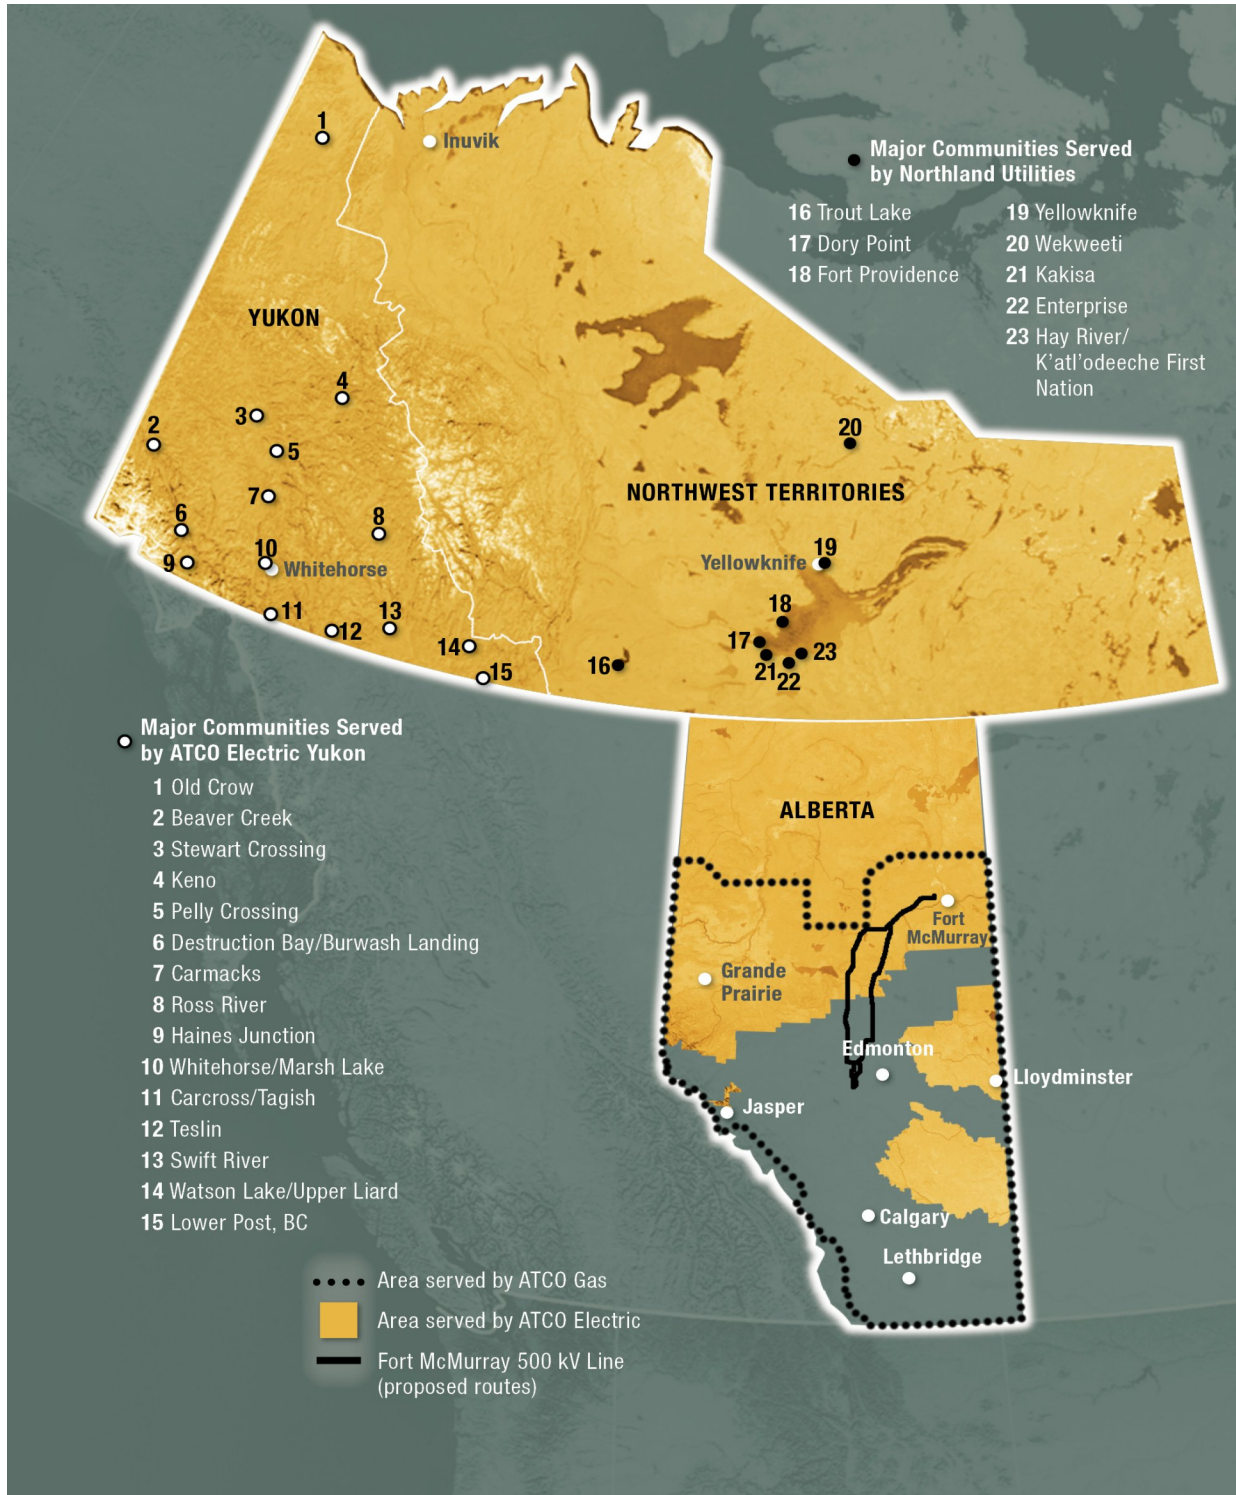 1
Inuvik
Major Communities Served
by Northland Utilities
16 Trout Lake
17 Dory Point
18 Fort Providence
19 Yellowknife
20 Wekweeti
21 Kakisa
22 Enterprise
23 Hay River/
K'atl'odeeche First
Nation
YUKON
4
3
2
5
20
7
NORTHWEST TERRITORIES
6
8
10
19
9
Whitehorse
Yellowknife
18
11
13
12
17
14
23
16
15
21
22
Major Communities Served
by ATCO Electric Yukon
1 Old Crow
2 Beaver Creek
3 Stewart Crossing
4 Keno
5 Pelly Crossing
6 Destruction Bay/Burwash Landing
7 Carmacks
8 Ross River
9 Haines Junction
10 Whitehorse/Marsh Lake
11 Carcross/Tagish
12 Teslin
13 Swift River
14 Watson Lake/Upper Liard
15 Lower Post, BC
ALBERTA
Fort
McMurray
Grande
Prairie
Edmonton
Lloydminster
Jasper
Calgary
Lethbridge
Area served by ATCO Gas
Area served by ATCO Electric
Fort McMurray 500 kV Line
(proposed routes)